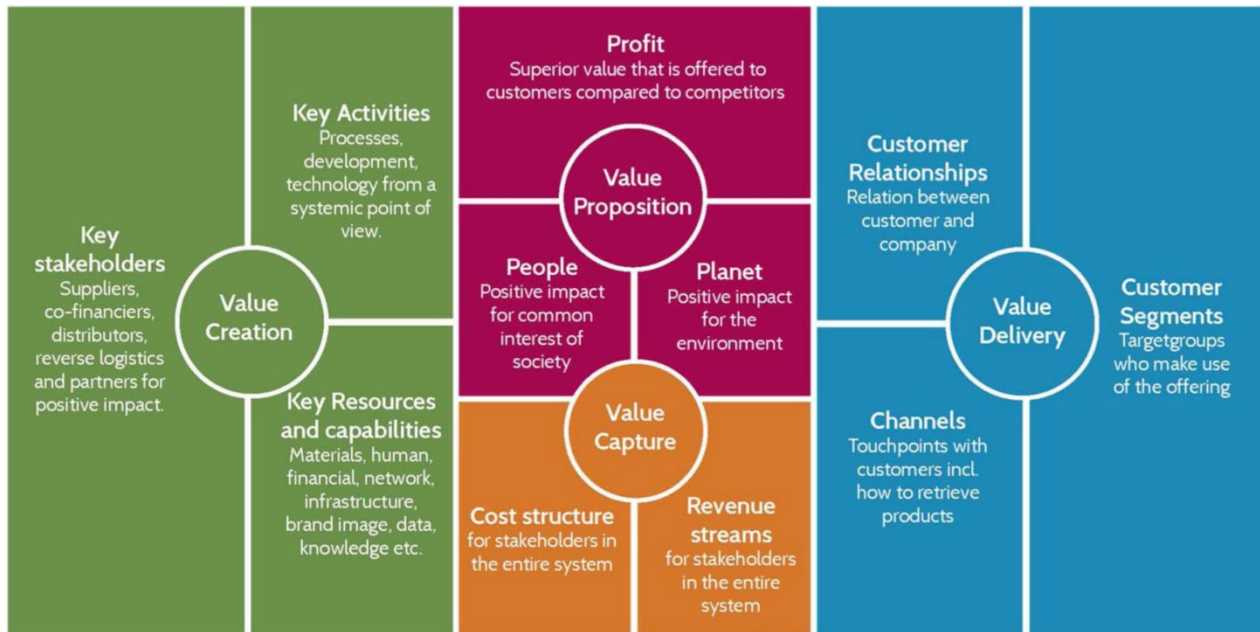 Key
stakeholders
Suppliers,
co-financiers,
distributors,
reverse logistics
and partners for
positive impact.
Value
Creation
Key Activities
Processes,
development,
technology from a
systemic point of
view.
Key Resources
and capabilities
Materials, human,
financial, network,
infrastructure,
brand image, data,
knowledge etc.
Profit
Superior value that is offered to
customers compared to competitors
Value
Proposition
People
Positive impact
for common
interest of
society
Planet
Positive impact
for the
environment
Value
Capture
Cost structure
for stakeholders in
the entire system
Revenue
streams
for stakeholders
in the entire
system
Customer
Relationships
Relation between
customer and
company
Value
Delivery
Channels
Touchpoints with
customers incl.
how to retrieve
products
Customer
Segments
Targetgroups
who make use
of the offering